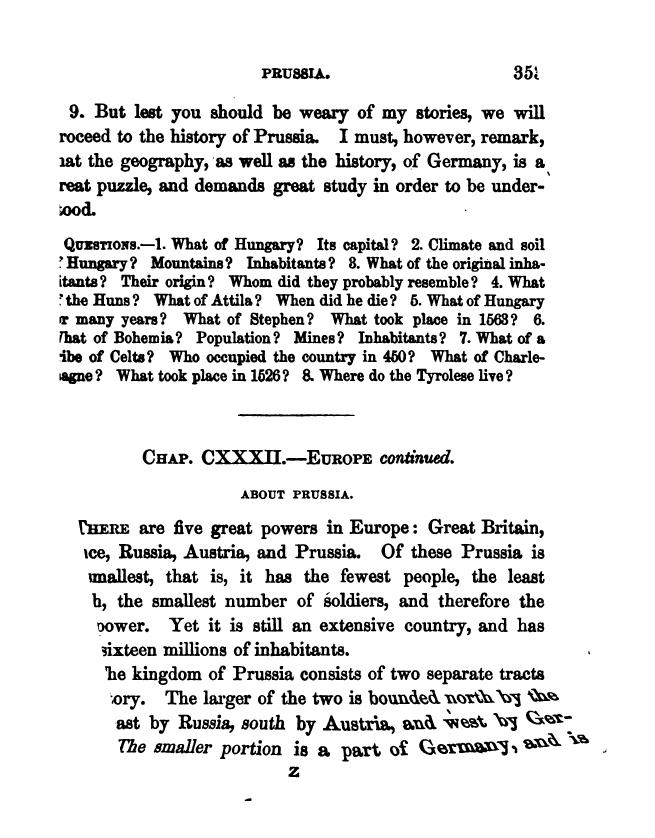 PRUSSIA. 35
9. But lest you should be weary of my stories, we will
roceed to the history of Prussia. I must, however, remark,
at the geography, as well as the history, of Germany, is a
reat puzzle, and demands great study in order to be under-
ood.
QUESTIONS.—1. What of Hungary? Its capital? 2. Climate and soil
Hungary? Mountains? Inhabitants? 3. What of the original inha-
itants? Their origin? Whom did they probably resemble? 4. What
the Huns? What of Attila? When did he die? 5. What of Hungary
r many years? What of Stephen? What took place in 1563? 6.
hat of Bohemia? Population? Mines? Inhabitants? 7. What of a
ibe of Celts? Who occupied the country in 450? What of Charle-
agne? What took place in 1526? 8. Where do the Tyrolese live?
CHAP. CXXXII.—EUROPE continued.
ABOUT PRUSSIA.
THERE are five great powers in Europe: Great Britain,
ce, Russia, Austria, and Prussia. Of these Prussia is
mallest, that is, it has the fewest people, the least
h, the smallest number of soldiers, and therefore the
power. Yet it is still an extensive country, and has
sixteen millions of inhabitants.
he kingdom of Prussia consists of two separate tracts
ory. The larger of the two is bounded north by the
ast by Russia, south by Austria, and west by Ger-
The smaller portion is a part of Germany, and is
Z